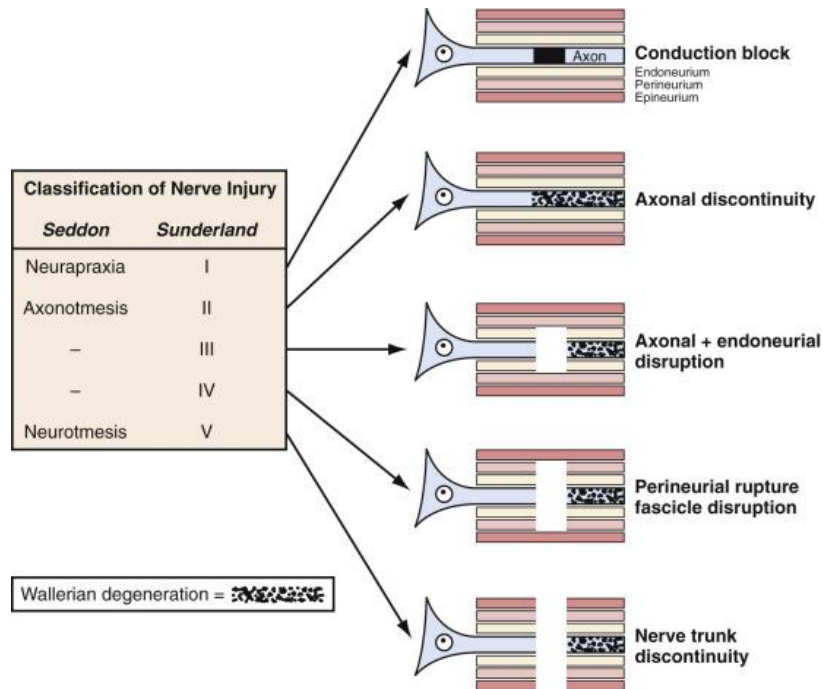 Classification of Nerve Injury
Seddon Sunderland
Neurapraxia I
Axonotmesis II
– III
– IV
Neurotmesis V
Wallerian degeneration =
Axon
Conduction block
Endoneurium
Perineurium
Epineurium
Axonal discontinuity
Axonal + endoneurial
disruption
Perineurial rupture
fascicle disruption
Nerve trunk
discontinuity